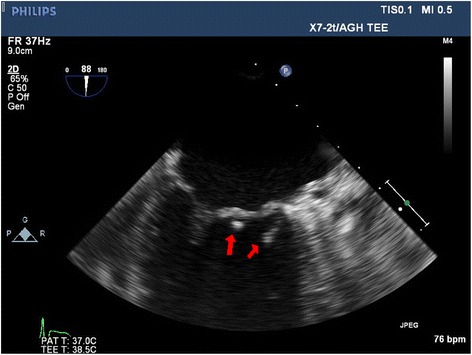 PHILIPS
TIS0.1 MI 0.5
X7-2t/AGH TEE
FR 37Hz
9.0cm
2D
65%
C 50
P Off
Gen
0 88 180
P
M4
G
P R
PAT T: 37.0C
TEE T: 38.5C
JPEG
76 bpm